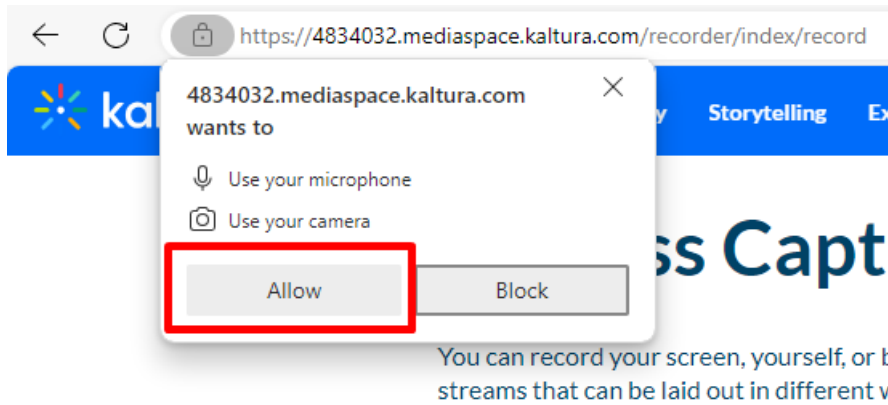 https://4834032.mediaspace.kaltura.com/recorder/index/record
4834032.mediaspace.kaltura.com
wants to
Storytelling
Use your microphone
Use your camera
Allow
Block
ss Capt
You can record your screen, yourself, or b
streams that can be laid out in different w